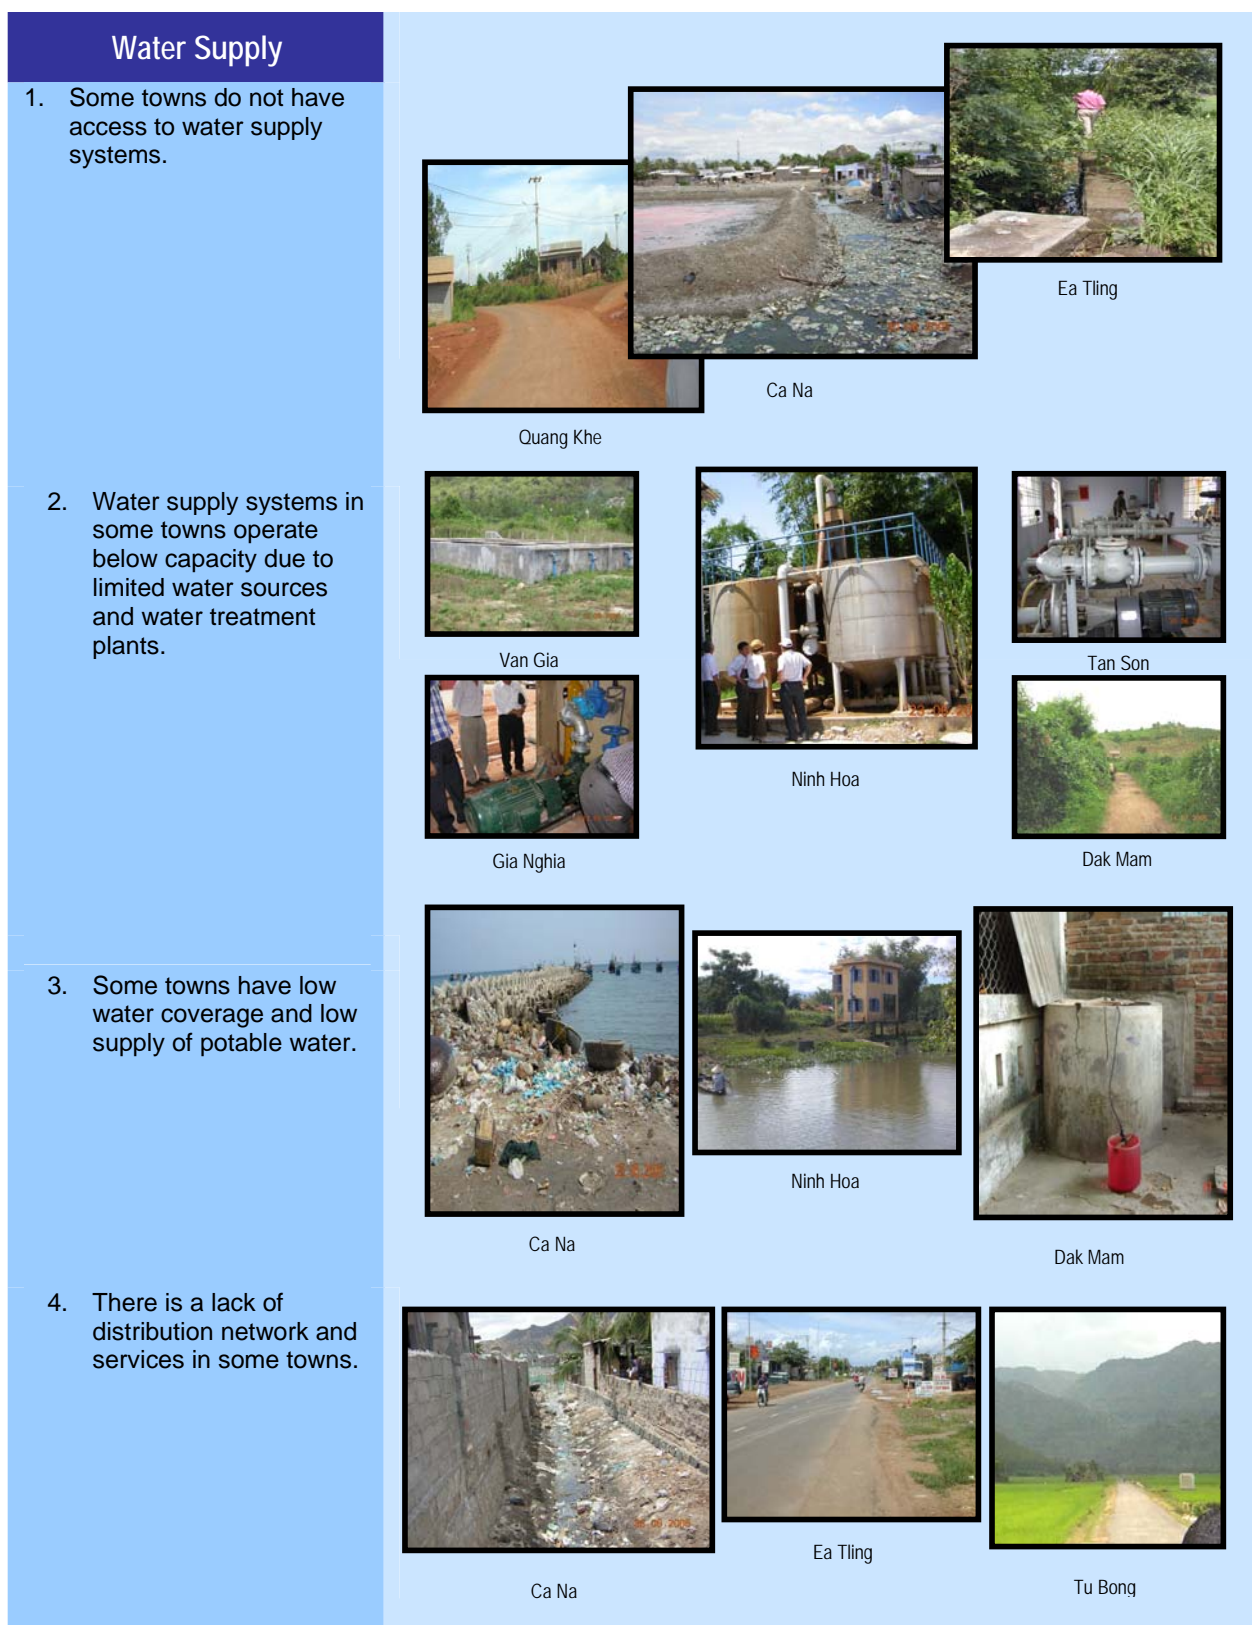 Water Supply
1. Some towns do not have
access to water supply
systems.
Ea Tling
Ca Na
Quang Khe
2. Water supply systems in
some towns operate
below capacity due to
limited water sources
and water treatment
plants.
Van Gia
Tan Son
Ninh Hoa
Gia Nghia
Dak Mam
3. Some towns have low
water coverage and low
supply of potable water.
Ninh Hoa
Ca Na
Dak Mam
4. There is a lack of
distribution network and
services in some towns.
Ea Tling
Ca Na
Tu Bong